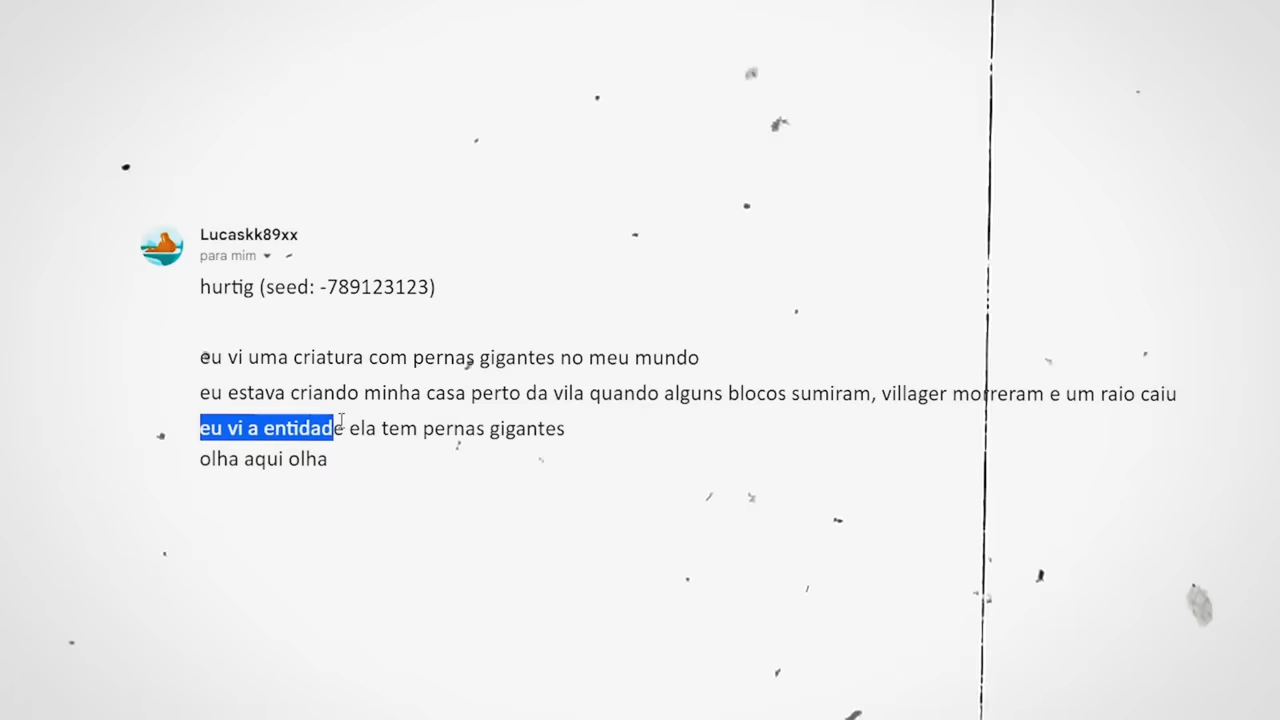 Lucaskk89xx
para mim
hurtig (seed: -789123123)
eu vi uma criatura com pernas gigantes no meu mundo
eu estava criando minha casa perto da vila quando alguns blocos sumiram, villager morreram e um raio caiu
eu vi a entidade ela tem pernas gigantes
olha aqui olha